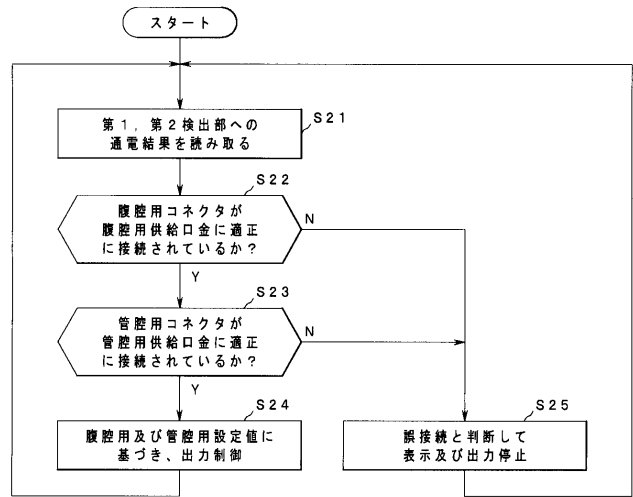 スタート
第1,第2検出部への
通電結果を読み取る
S21
S22
腹腔用コネクタが
腹腔用供給口金に適正
に接続されているか?
N
Y
S23
管腔用コネクタが
管腔用供給口金に適正
に接続されているか?
N
Y
S24
腹腔用及び管腔用設定値に
基づき、出力制御
S25
誤接続と判断して
表示及び出力停止